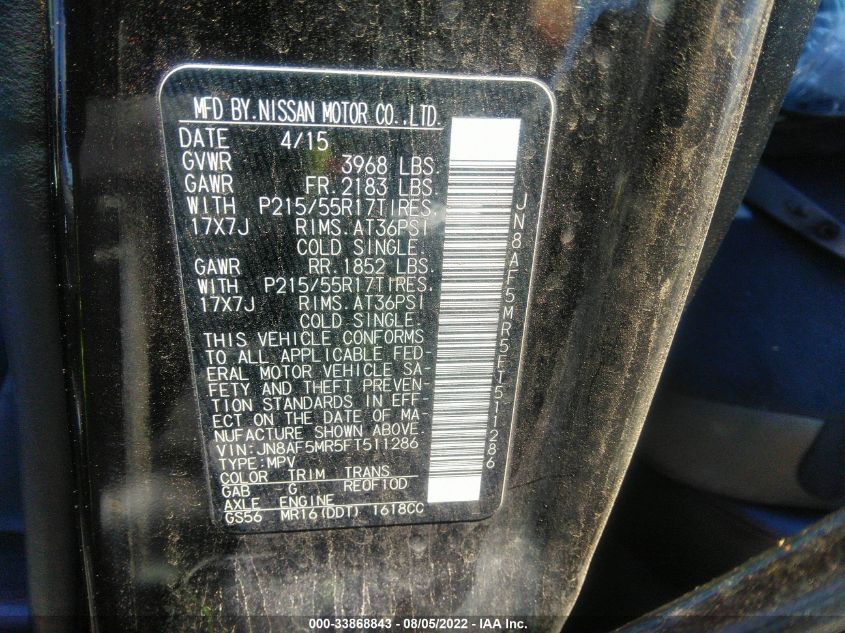 MFD BY.NISSAN MOTOR CO.,LTD.
DATE 4/15
GVWR 3968 LBS.
GAWR FR.2183 LBS.
WITH P215/55R17TIRES.
17X7J RIMS.AT36PSI
COLD SINGLE.
GAWR RR.1852 LBS.
WITH P215/55R17TIRES.
17X7J RIMS.AT36PSI
COLD SINGLE.
THIS VEHICLE CONFORMS
TO ALL APPLICABLE FED-
ERAL MOTOR VEHICLE SA-
FETY AND THEFT PREVEN-
TION STANDARDS IN EFF-
ECT ON THE DATE OF MA-
NUFACTURE SHOWN ABOVE.
VIN:JN8AF5MR5FT511286
TYPE:MPV
COLOR TRIM TRANS
GAB G RE0F10D
AXLE ENGINE
GS56 MR16(DDT) 1618CC
JN8AF5MR5FT511286
000-33868843 - 08/05/2022 - IAA Inc.